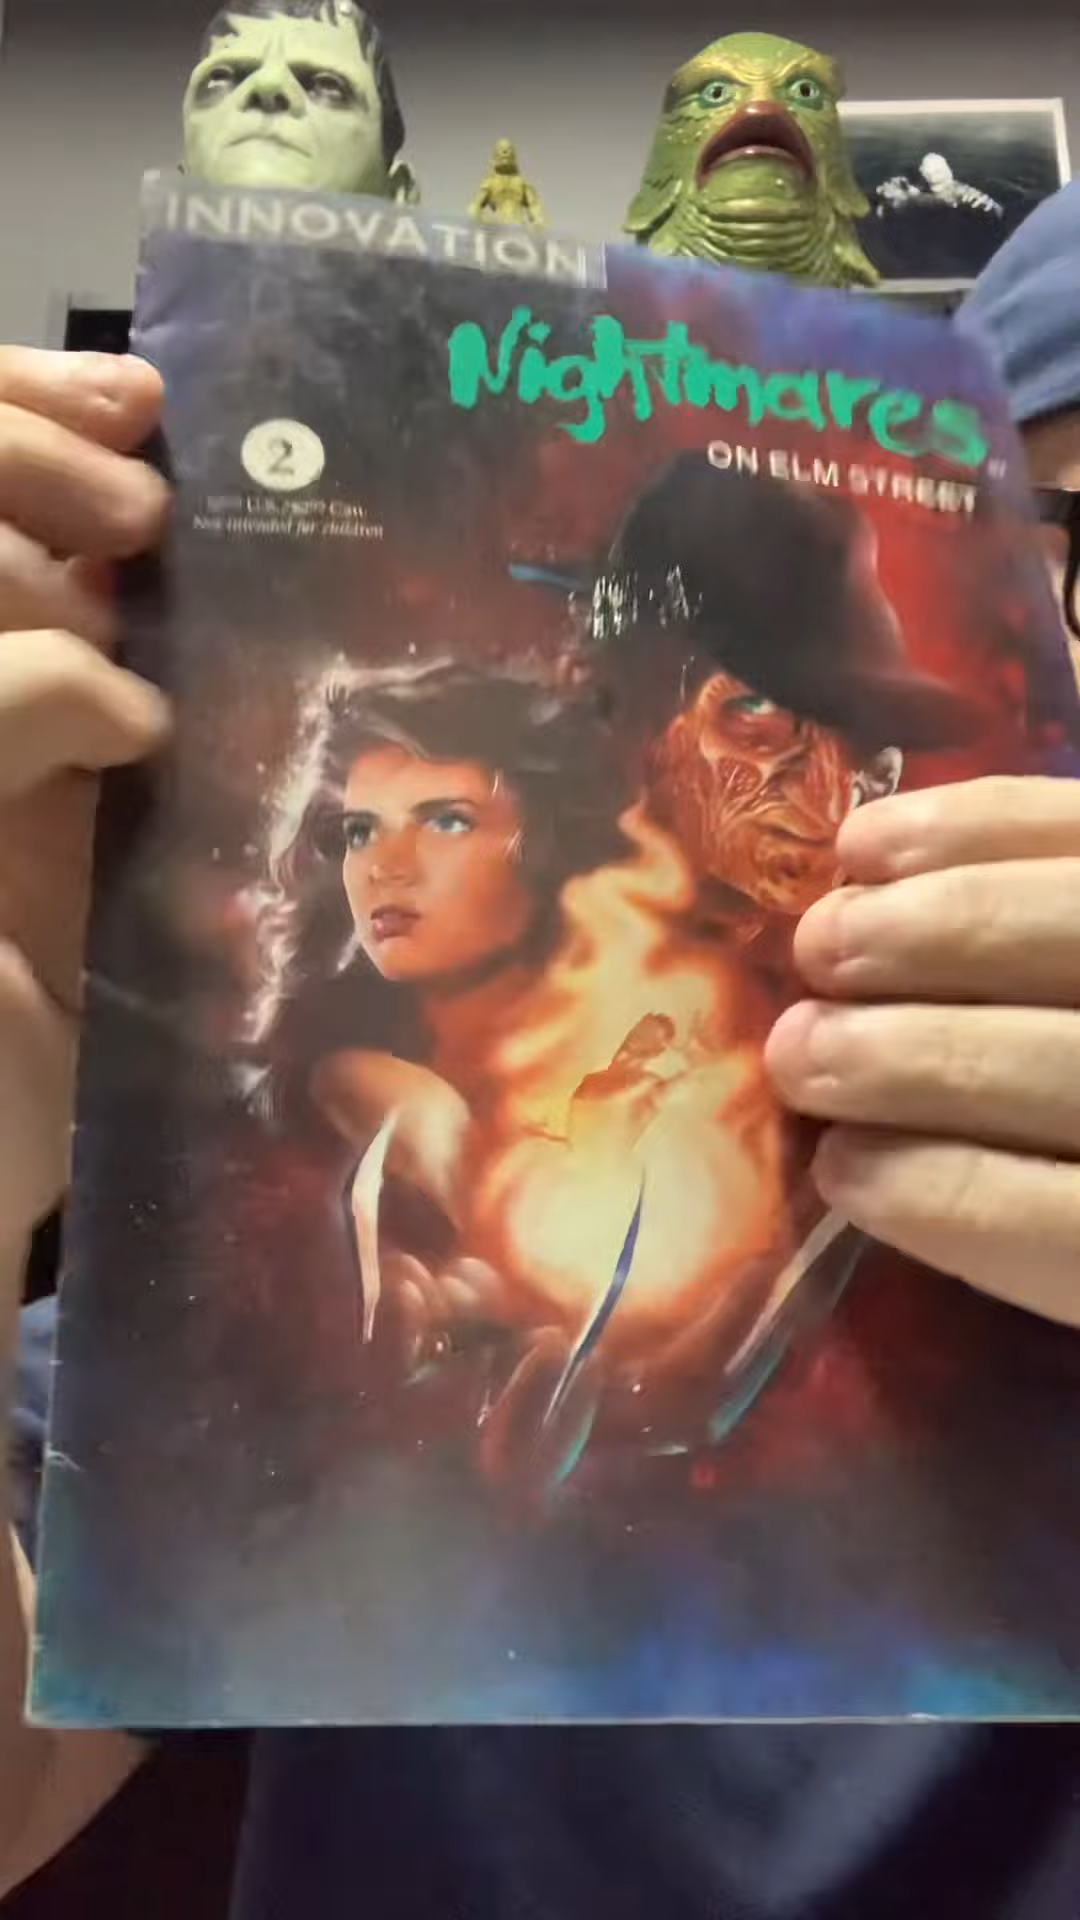 INNOVATION
Nightmares
ON ELM STREET
2
U.S.
Not intended for children